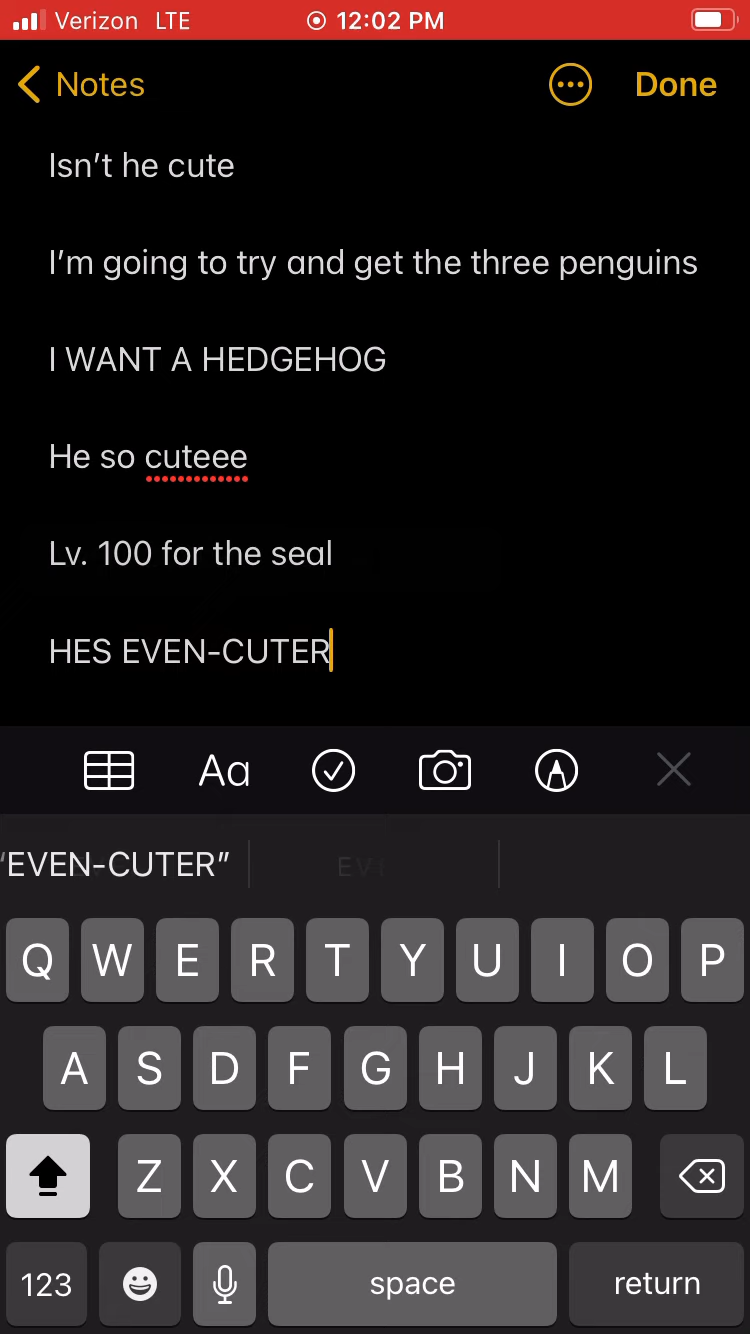 Verizon LTE 12:02 PM
Notes Done
Isn’t he cute
I’m going to try and get the three penguins
I WANT A HEDGEHOG
He so cuteee
Lv. 100 for the seal
HES EVEN-CUTER
Aa
“EVEN-CUTER”
Q W E R T Y U I O P
A S D F G H J K L
Z X C V B N M
123 space return